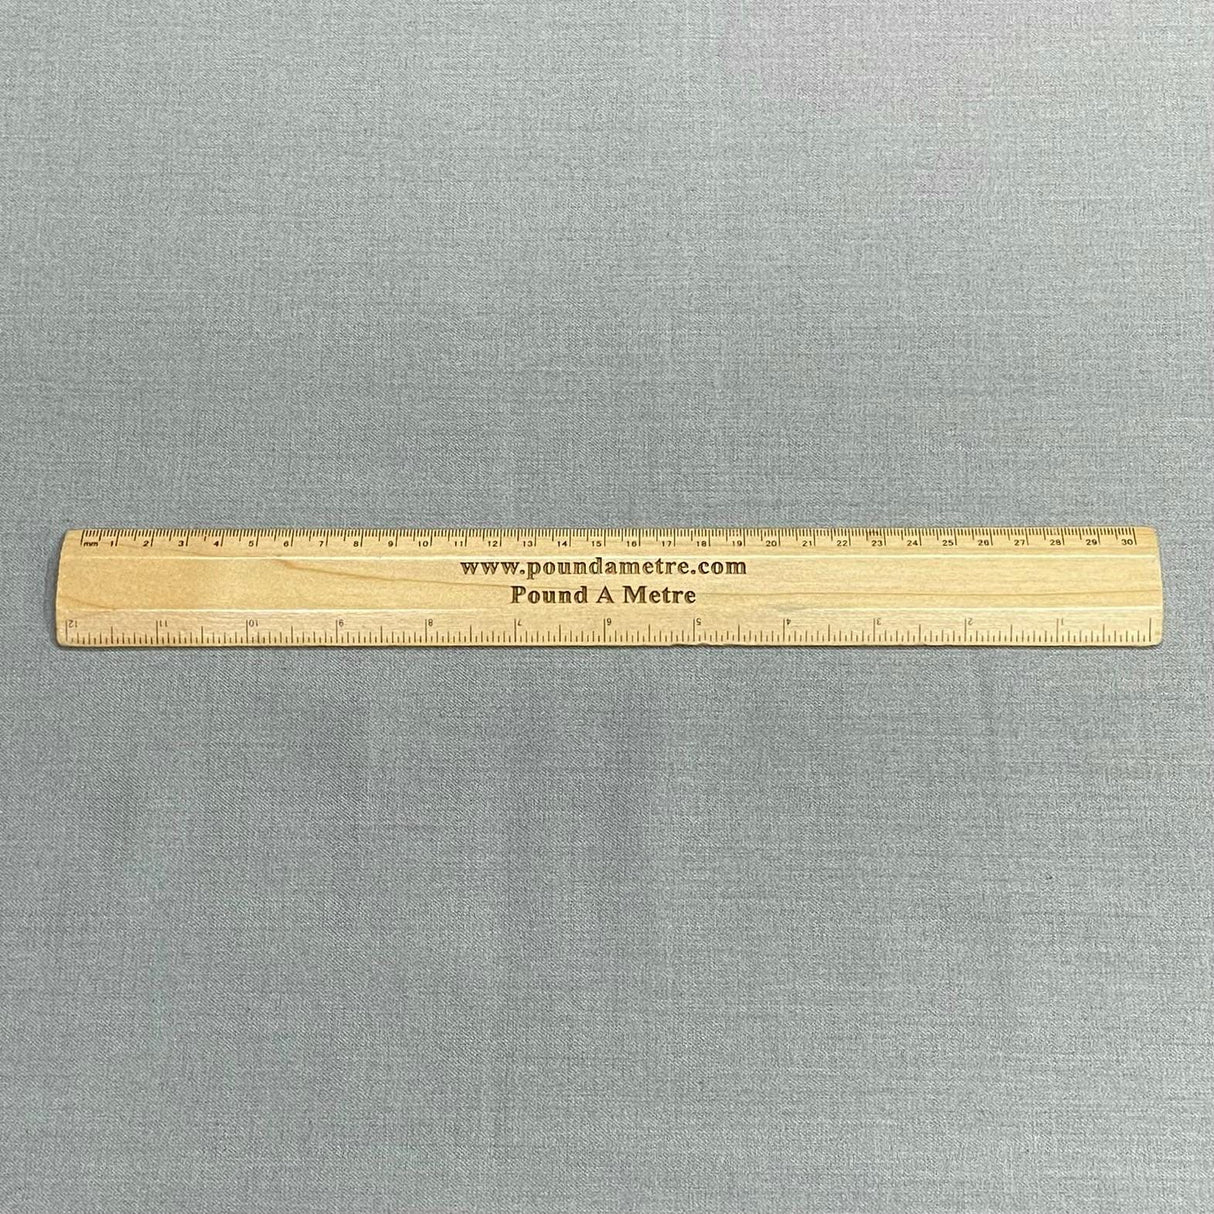 mm 1 2 3 4 5 6 7 8 9 10 11 12 13 14 15 16 17 18 19 20 21 22 23 24 25 26 27 28 29 30
www.poundametre.com
Pound A Metre
12 11 10 9 8 7 6 5 4 3 2 1